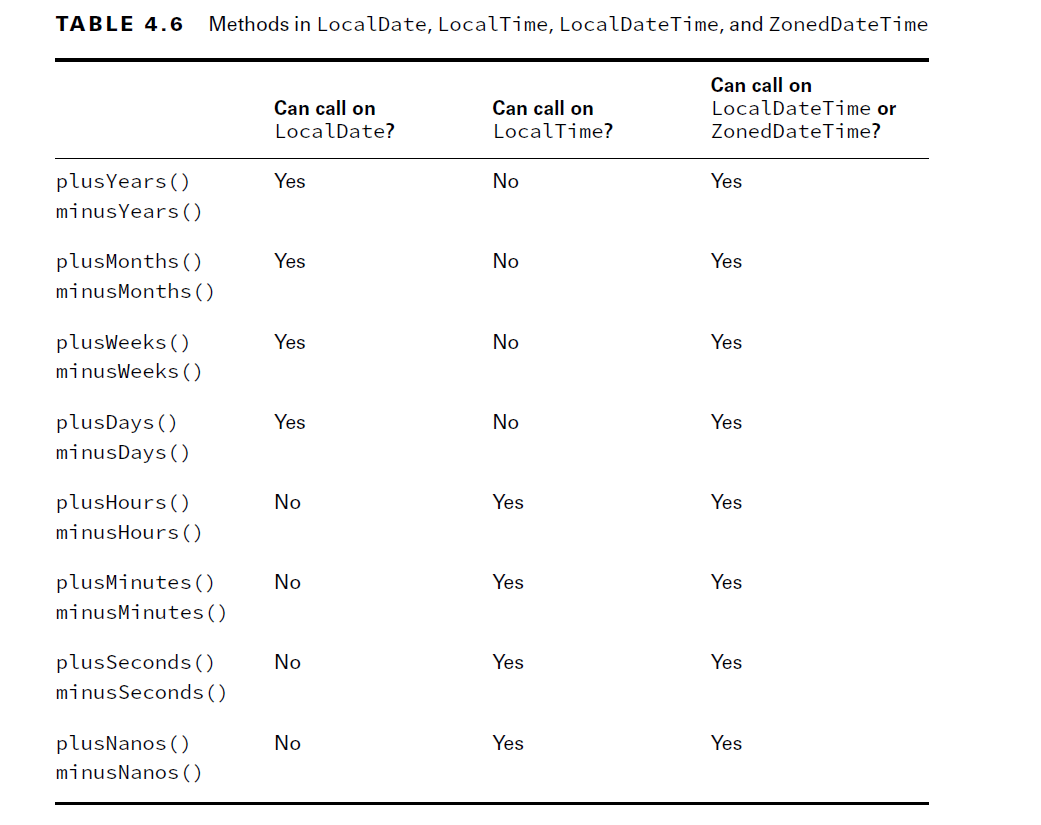 TABLE 4.6 Methods in LocalDate, LocalTime, LocalDateTime, and ZonedDateTime
Can call on LocalDate?
Can call on LocalTime?
Can call on LocalDateTime or ZonedDateTime?
plusYears() Yes No Yes
minusYears()
plusMonths() Yes No Yes
minusMonths()
plusWeeks() Yes No Yes
minusWeeks()
plusDays() Yes No Yes
minusDays()
plusHours() No Yes Yes
minusHours()
plusMinutes() No Yes Yes
minusMinutes()
plusSeconds() No Yes Yes
minusSeconds()
plusNanos() No Yes Yes
minusNanos()